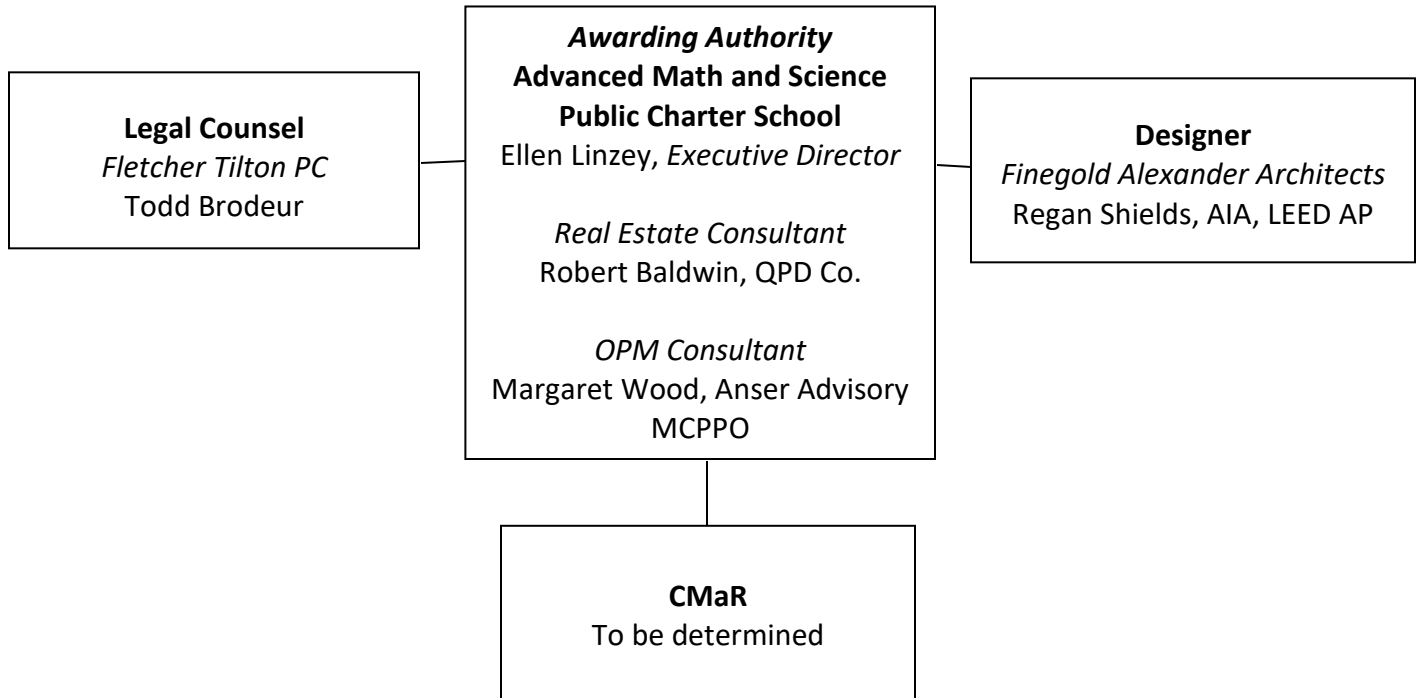 Awarding Authority
Advanced Math and Science
Public Charter School
Ellen Linzey, Executive Director
Real Estate Consultant
Robert Baldwin, QPD Co.
OPM Consultant
Margaret Wood, Anser Advisory
MCPPO
Legal Counsel
Fletcher Tilton PC
Todd Brodeur
Designer
Finegold Alexander Architects
Regan Shields, AIA, LEED AP
CMaR
To be determined